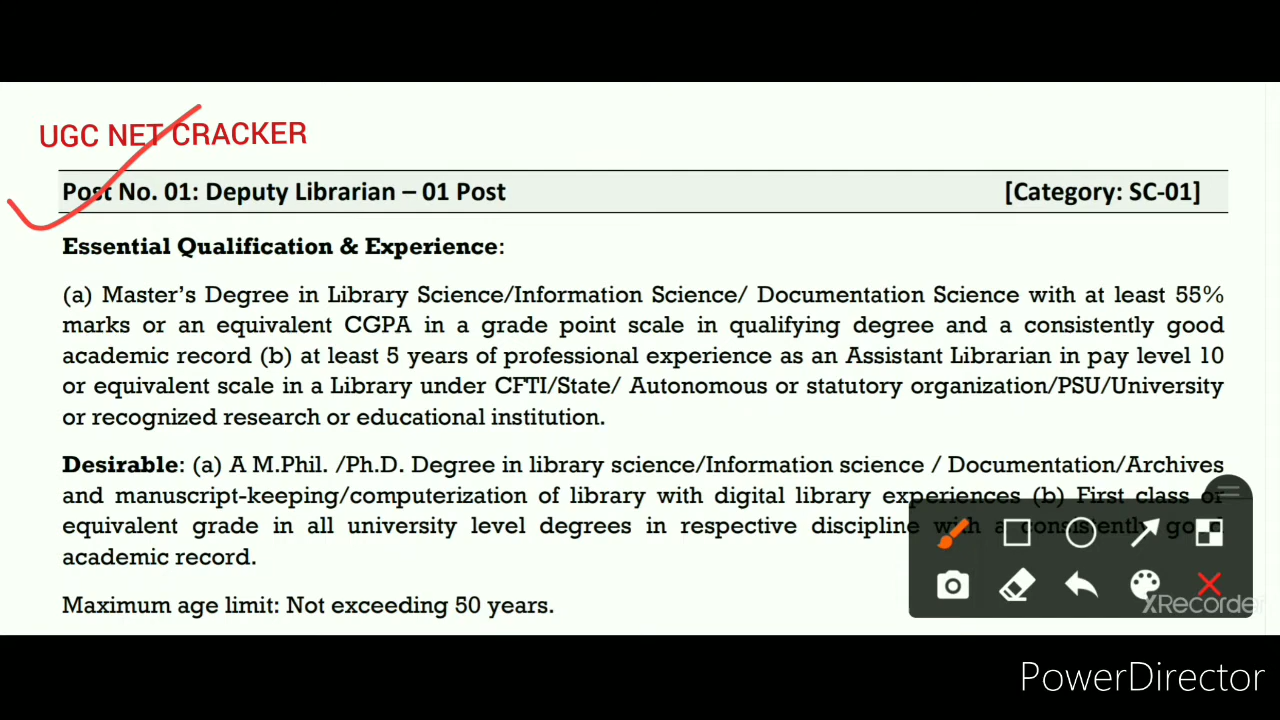 UGC NET CRACKER
Post No. 01: Deputy Librarian – 01 Post [Category: SC-01]
Essential Qualification & Experience:
(a) Master's Degree in Library Science/Information Science/ Documentation Science with at least 55%
marks or an equivalent CGPA in a grade point scale in qualifying degree and a consistently good
academic record (b) at least 5 years of professional experience as an Assistant Librarian in pay level 10
or equivalent scale in a Library under CFTI/State/ Autonomous or statutory organization/PSU/University
or recognized research or educational institution.
Desirable: (a) A M.Phil. /Ph.D. Degree in library science/Information science / Documentation/Archives
and manuscript-keeping/computerization of library with digital library experiences (b) First class or
equivalent grade in all university level degrees in respective discipline with a consistently good
academic record.
Maximum age limit: Not exceeding 50 years.
XRecorder
PowerDirector